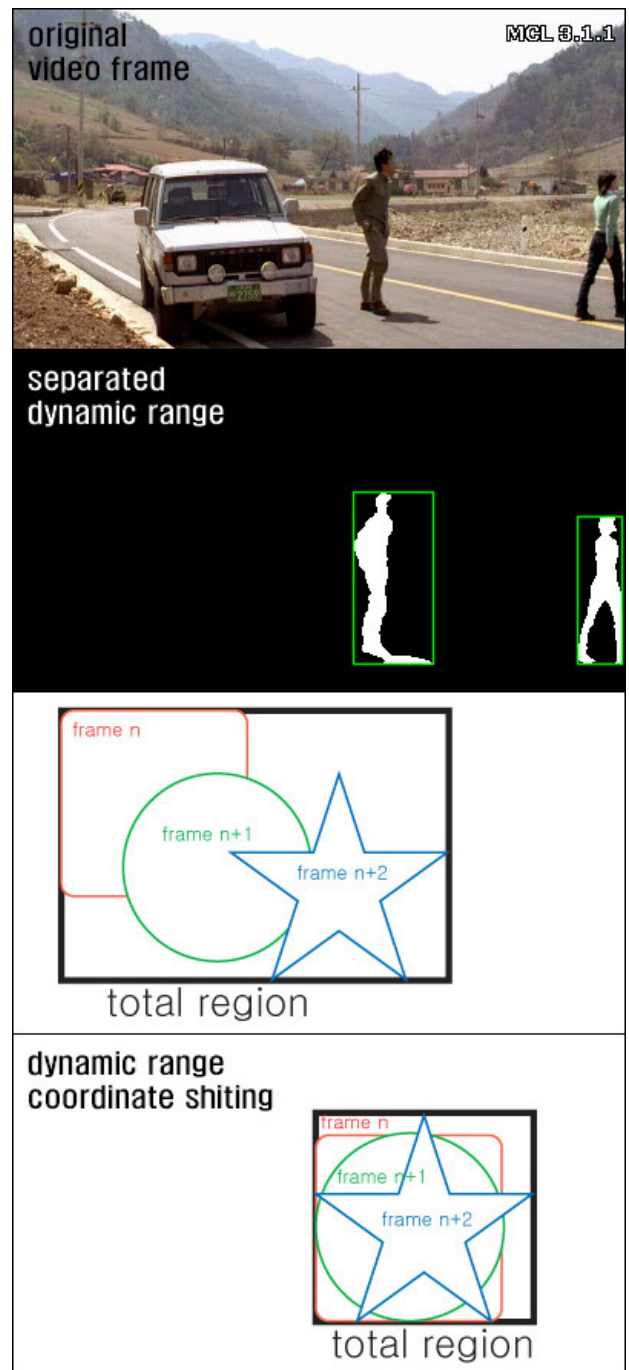 original
video frame
MCL 3.1.1
2759
separated
dynamic range
frame n
frame n+1
frame n+2
total region
dynamic range
coordinate shiting
frame n
frame n+1
frame n+2
total region